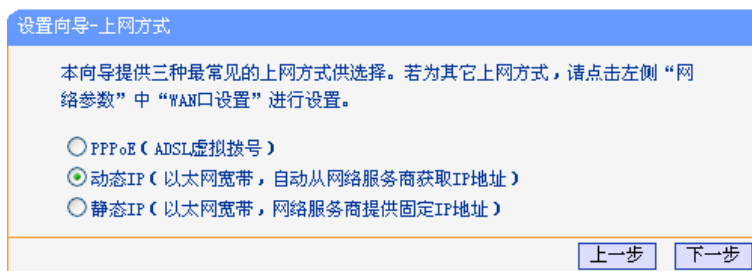 设置向导-上网方式
本向导提供三种最常见的上网方式供选择。若为其它上网方式，请点击左侧“网
络参数”中“WAN口设置”进行设置。
PPPoE（ADSL虚拟拨号）
动态IP（以太网宽带，自动从网络服务商获取IP地址）
静态IP（以太网宽带，网络服务商提供固定IP地址）
上一步 下一步